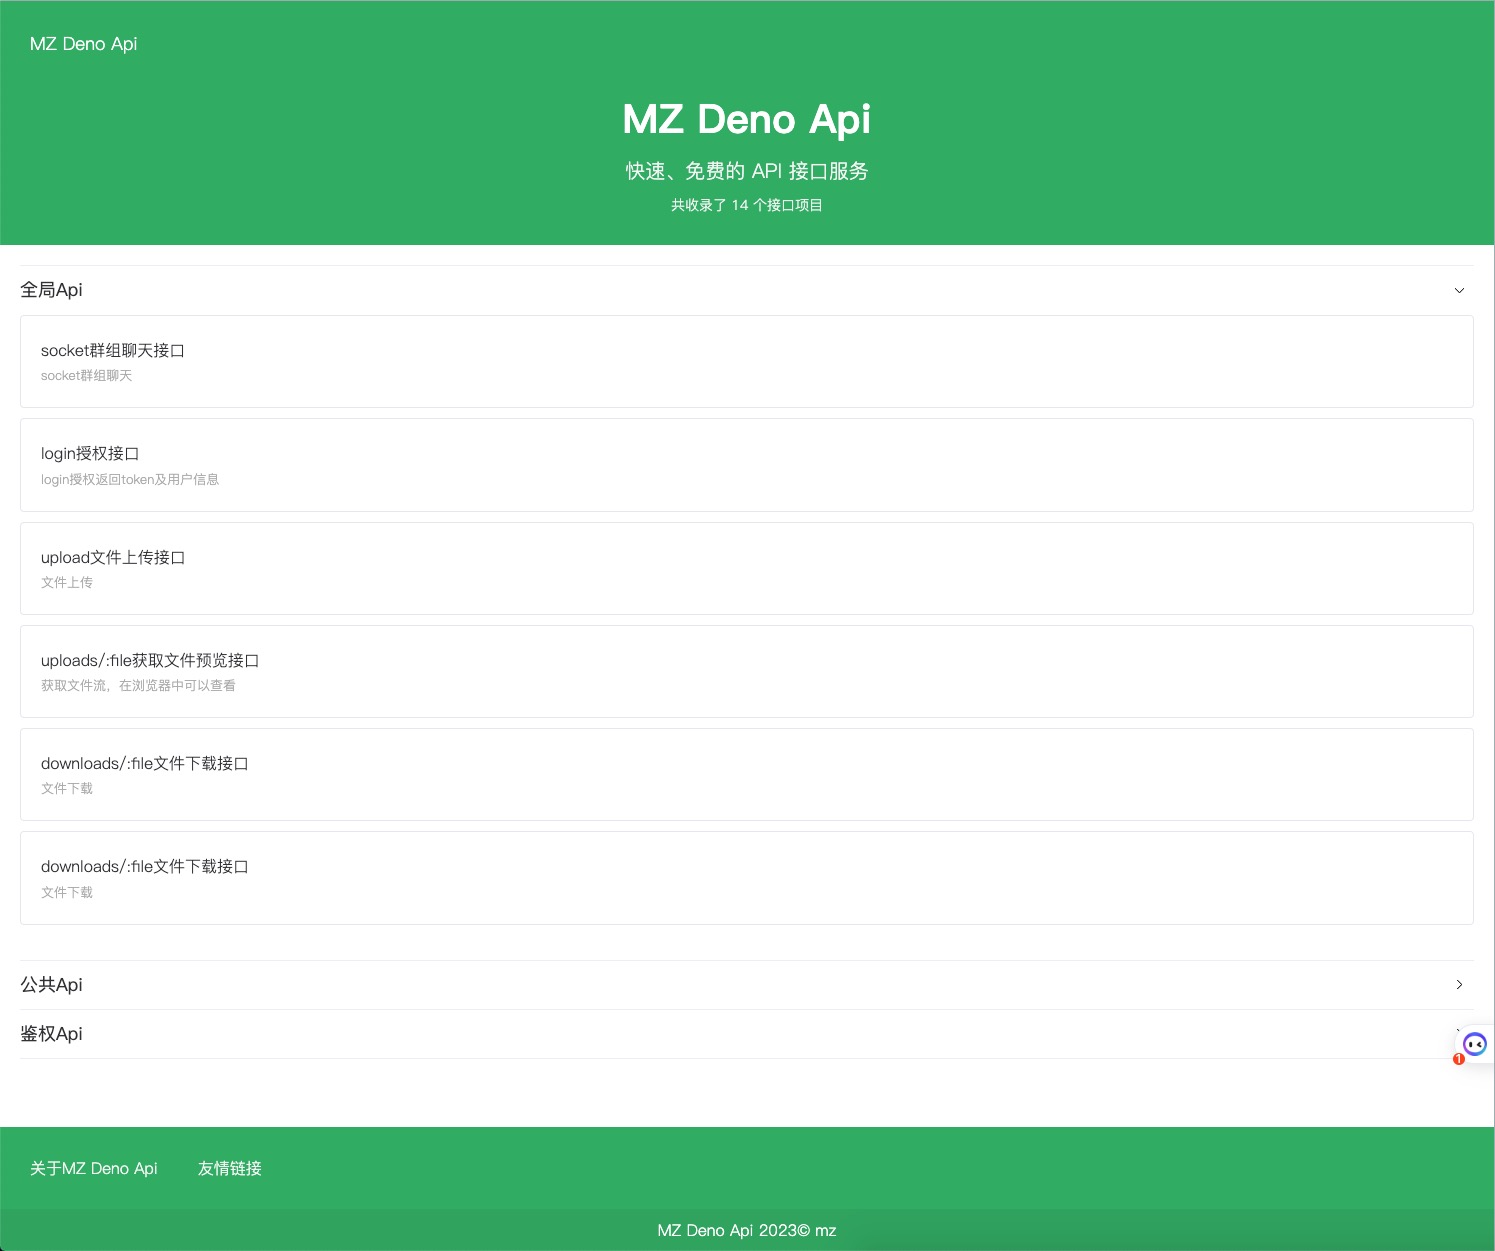 MZ Deno Api
MZ Deno Api
快速、免费的 API 接口服务
共收录了 14 个接口项目
全局Api
socket群组聊天接口
socket群组聊天
login授权接口
login授权返回token及用户信息
upload文件上传接口
文件上传
uploads/:file获取文件预览接口
获取文件流，在浏览器中可以查看
downloads/:file文件下载接口
文件下载
downloads/:file文件下载接口
文件下载
公共Api
鉴权Api
1
关于MZ Deno Api 友情链接
MZ Deno Api 2023© mz